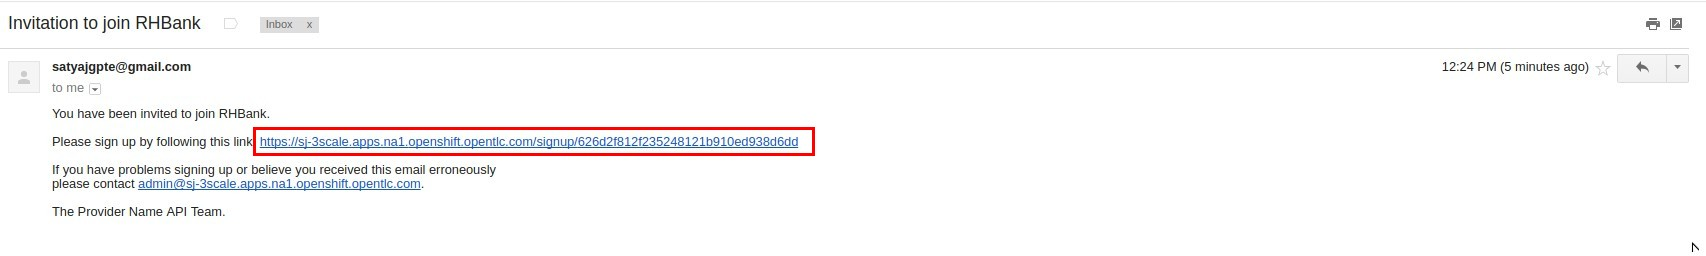 Invitation to join RHBank
Inbox x
satyajgpte@gmail.com
12:24 PM (5 minutes ago)
to me
You have been invited to join RHBank.
Please sign up by following this link https://sj-3scale.apps.na1.openshift.opentlc.com/signup/626d2f812f235248121b910ed938d6dd
If you have problems signing up or believe you received this email erroneously
please contact admin@sj-3scale.apps.na1.openshift.opentlc.com.
The Provider Name API Team.